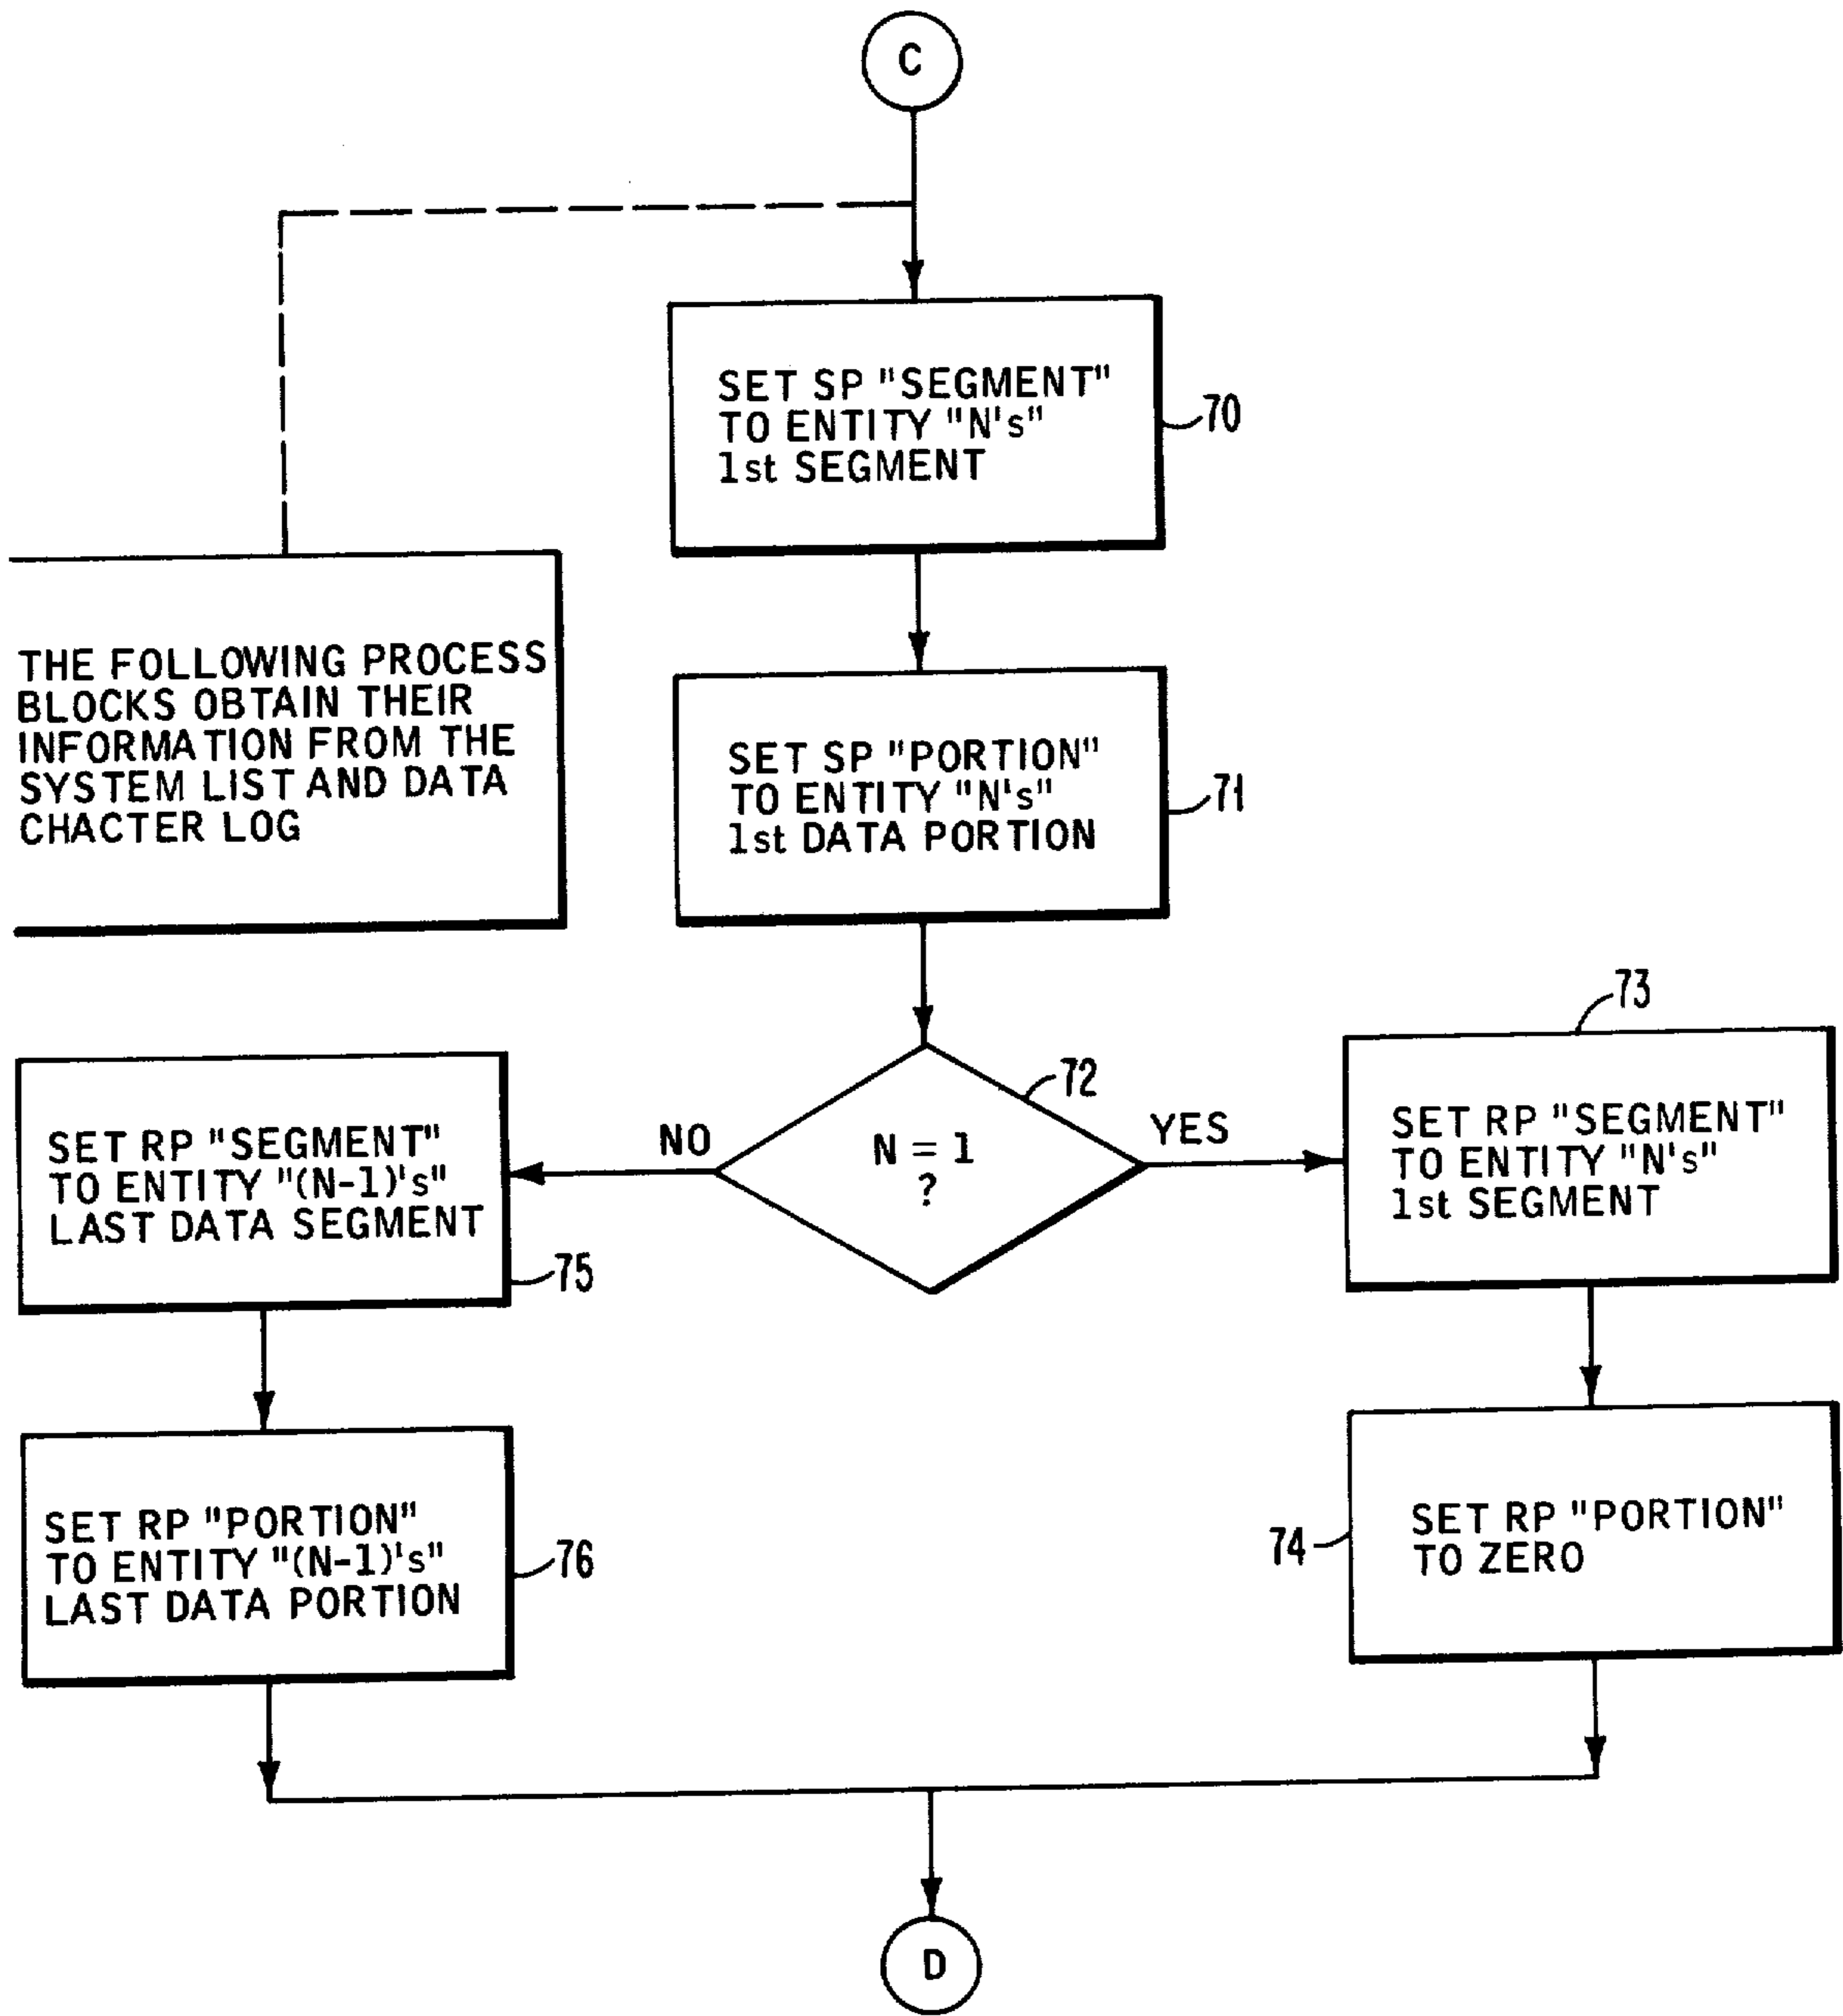 C
SET SP "SEGMENT"
TO ENTITY "N's"
1st SEGMENT
70
THE FOLLOWING PROCESS
BLOCKS OBTAIN THEIR
INFORMATION FROM THE
SYSTEM LIST AND DATA
CHACTER LOG
SET SP "PORTION"
TO ENTITY "N's"
1st DATA PORTION
71
72
N = 1
?
NO
YES
73
SET RP "SEGMENT"
TO ENTITY "N's"
1st SEGMENT
SET RP "SEGMENT"
TO ENTITY "(N-1)'s"
LAST DATA SEGMENT
75
SET RP "PORTION"
TO ENTITY "(N-1)'s"
LAST DATA PORTION
76
74
SET RP "PORTION"
TO ZERO
D